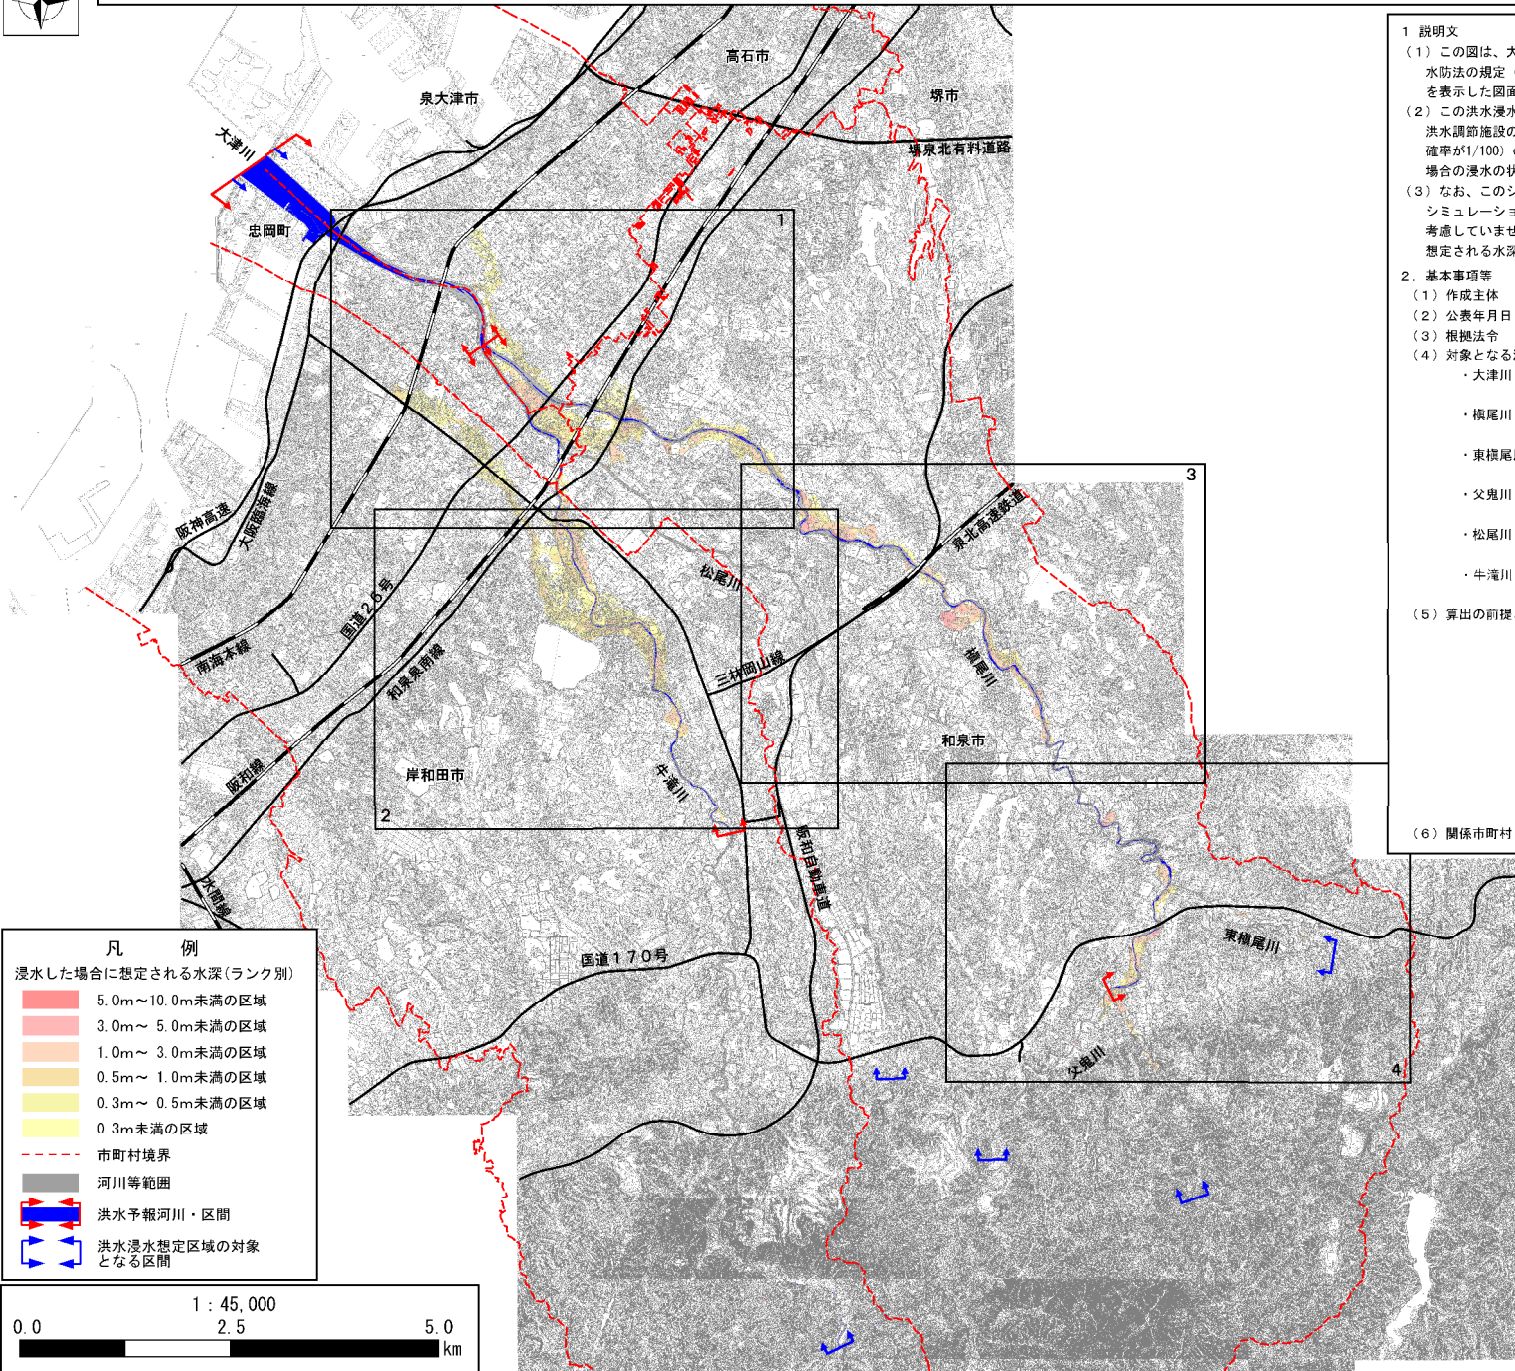 高石市
泉大津市
堺市
大津川
堺泉北有料道路
忠岡町
1
3
阪神高速
大阪臨海線
泉北高速鉄道
松尾川
国道26号
南海本線
和泉泉南線
三林岡山線
槇尾川
和泉市
岸和田市
阪和線
牛滝川
2
阪和自動車道
水間線
国道170号
東槇尾川
父鬼川
4
1 説明文
(1)この図は、大
水防法の規定
を表示した図面
(2)この洪水浸水
洪水調節施設の
確率が1/100)
場合の浸水の状
(3)なお、このシ
シミュレーショ
考慮していませ
想定される水深
2.基本事項等
(1)作成主体
(2)公表年月日
(3)根拠法令
(4)対象となる
・大津川
・槇尾川
・東槇尾
・父鬼川
・松尾川
・牛滝川
(5)算出の前提
(6)関係市町村
凡 例
浸水した場合に想定される水深(ランク別)
5.0m~10.0m未満の区域
3.0m~ 5.0m未満の区域
1.0m~ 3.0m未満の区域
0.5m~ 1.0m未満の区域
0.3m~ 0.5m未満の区域
0.3m未満の区域
市町村境界
河川等範囲
洪水予報河川・区間
洪水浸水想定区域の対象
となる区間
1:45,000
0.0 2.5 5.0
km